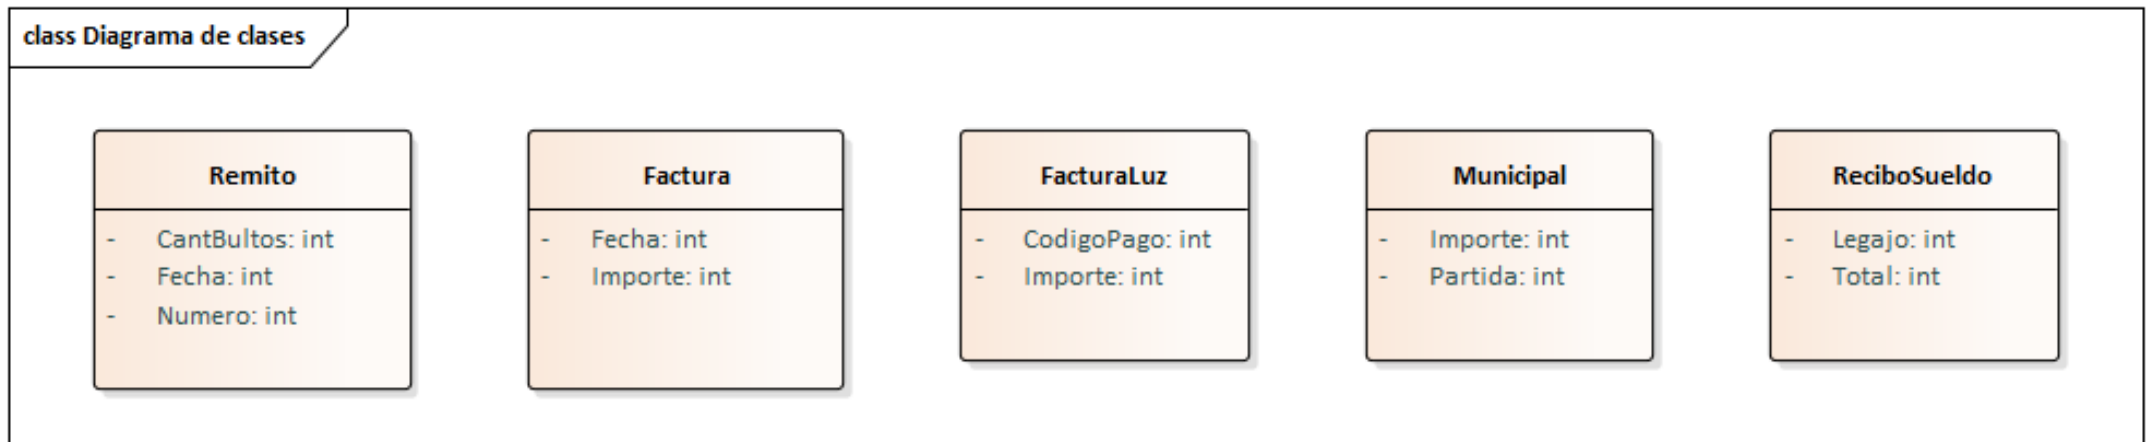 class Diagrama de clases
Remito
- CantBultos: int
- Fecha: int
- Numero: int
Factura
- Fecha: int
- Importe: int
FacturaLuz
- CodigoPago: int
- Importe: int
Municipal
- Importe: int
- Partida: int
ReciboSueldo
- Legajo: int
- Total: int